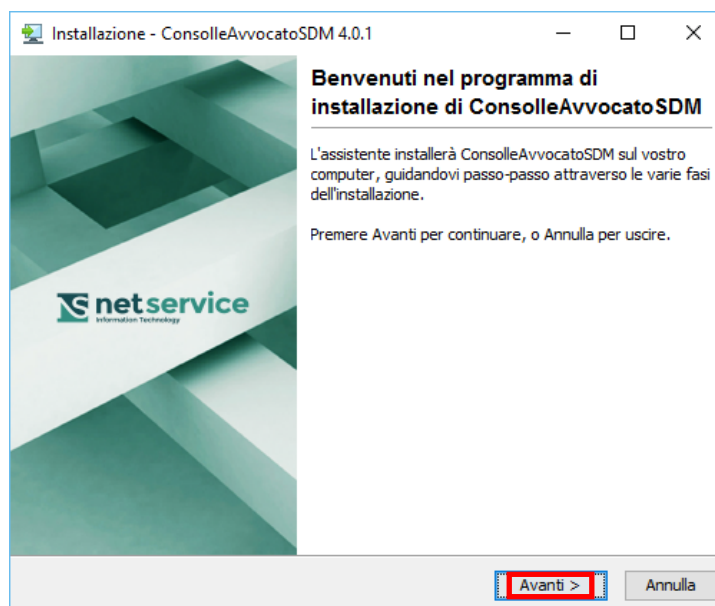 Installazione - ConsolleAvvocatoSDM 4.0.1
Benvenuti nel programma di
installazione di ConsolleAvvocatoSDM
L'assistente installerà ConsolleAvvocatoSDM sul vostro
computer, guidandovi passo-passo attraverso le varie fasi
dell'installazione.
Premere Avanti per continuare, o Annulla per uscire.
netservice
Information Technology
Avanti >
Annulla